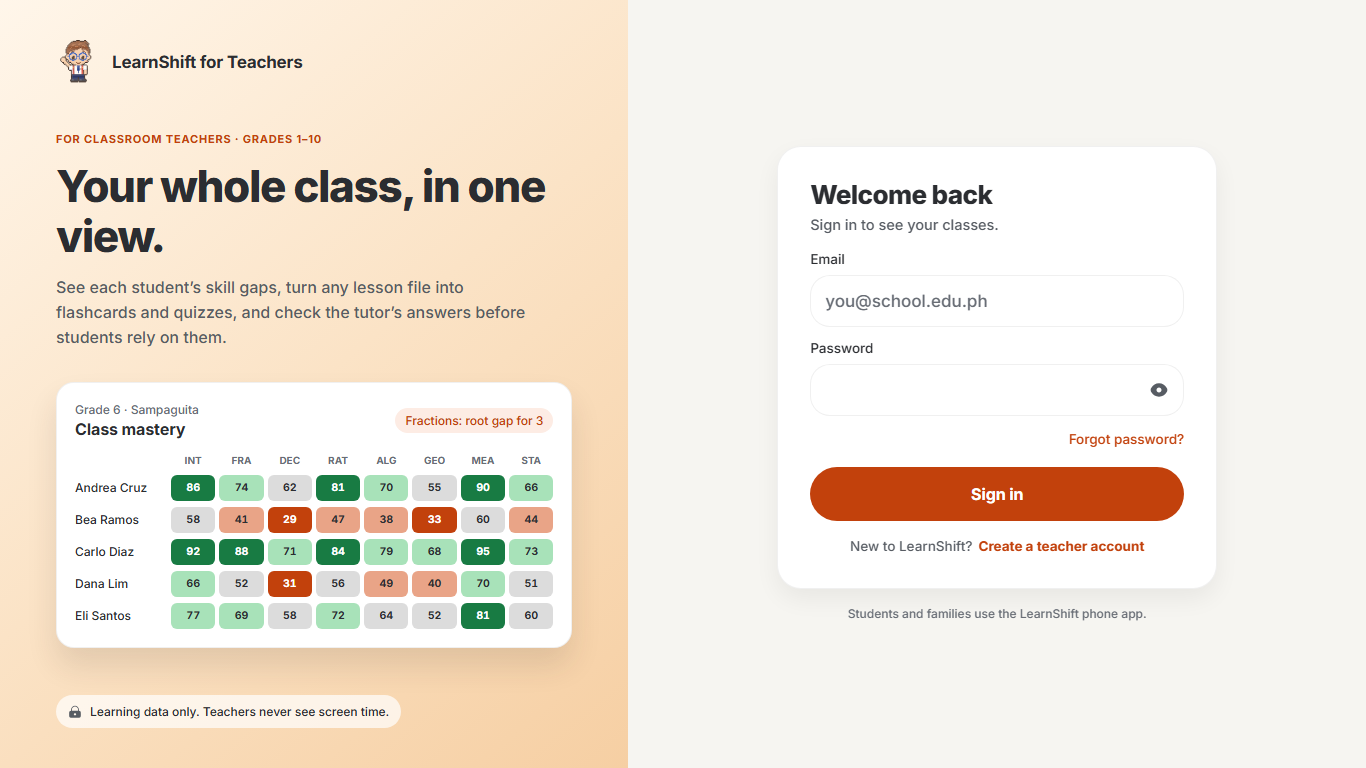 LearnShift for Teachers
FOR CLASSROOM TEACHERS · GRADES 1–10
Your whole class, in one
view.
See each student’s skill gaps, turn any lesson file into
flashcards and quizzes, and check the tutor’s answers before
students rely on them.
Grade 6 · Sampaguita
Class mastery
Fractions: root gap for 3
INT FRA DEC RAT ALG GEO MEA STA
Andrea Cruz 86 74 62 81 70 55 90 66
Bea Ramos 58 41 29 47 38 33 60 44
Carlo Diaz 92 88 71 84 79 68 95 73
Dana Lim 66 52 31 56 49 40 70 51
Eli Santos 77 69 58 72 64 52 81 60
Learning data only. Teachers never see screen time.
Welcome back
Sign in to see your classes.
Email
you@school.edu.ph
Password
Forgot password?
Sign in
New to LearnShift? Create a teacher account
Students and families use the LearnShift phone app.